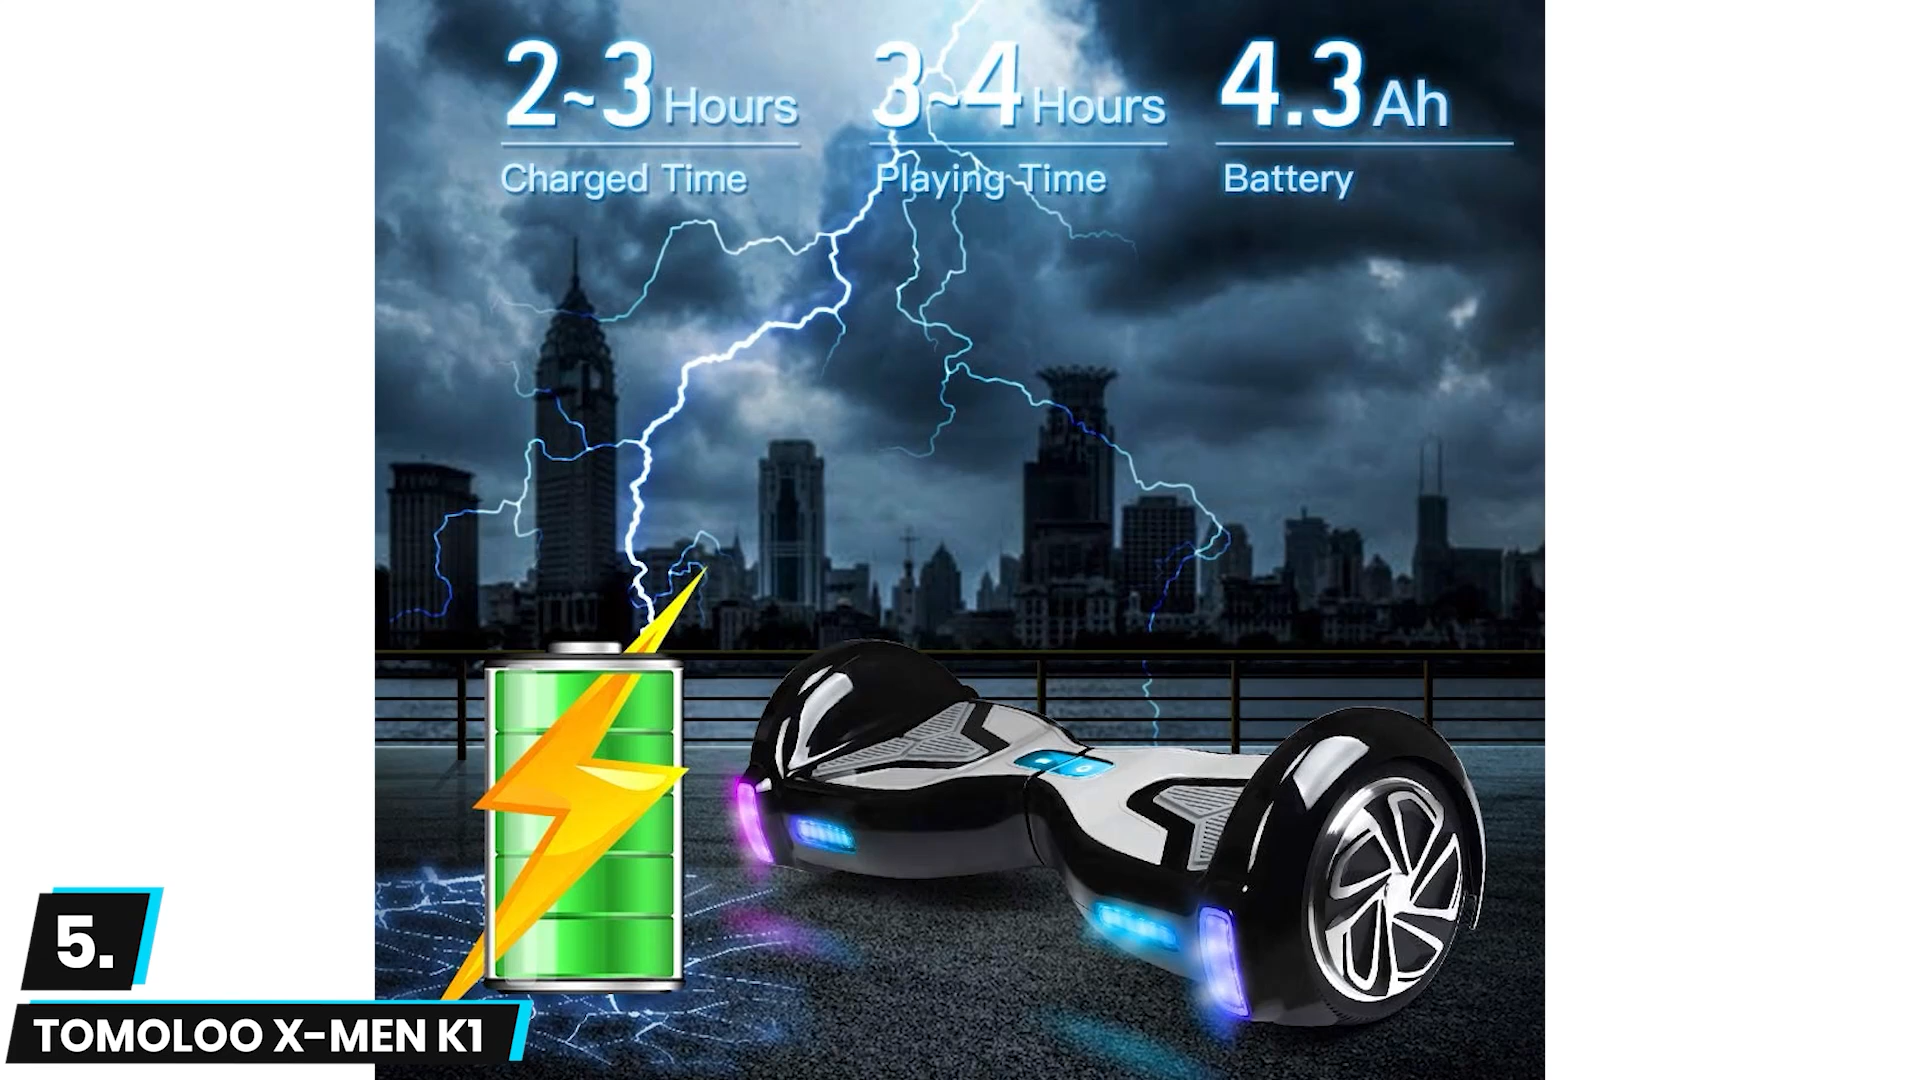 2~3 Hours
Charged Time
3~4 Hours
Playing Time
4.3 Ah
Battery
5.
TOMOLOO X-MEN K1